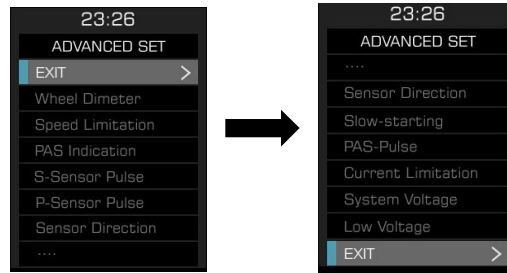 23:26
ADVANCED SET
EXIT >
Wheel Dimeter
Speed Limitation
PAS Indication
S-Sensor Pulse
P-Sensor Pulse
Sensor Direction
....
23:26
ADVANCED SET
....
Sensor Direction
Slow-starting
PAS-Pulse
Current Limitation
System Voltage
Low Voltage
EXIT >